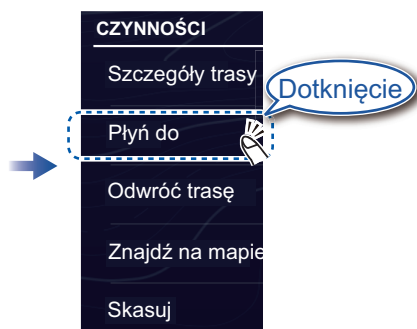 CZYNNOŚCI
Szczegóły trasy
Dotknięcie
Płyń do
Odwróć trasę
Znajdź na mapie
Skasuj